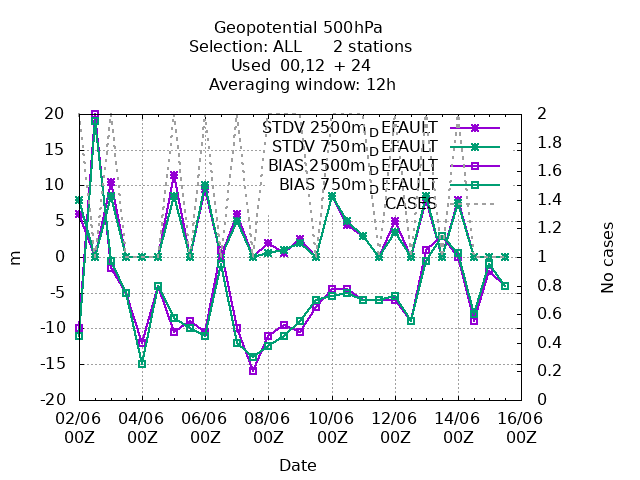 Geopotential 500hPa
Selection: ALL 2 stations
Used 00,12 + 24
Averaging window: 12h
20 2
15 1.8
10 1.6
5 1.4
0 1.2
-5 1
-10 0.8
-15 0.6
-20 0.4
0.2
0
STDV 2500m_DEFAULT
STDV 750m_DEFAULT
BIAS 2500m_DEFAULT
BIAS 750m_DEFAULT
CASES
m
No cases
02/06 04/06 06/06 08/06 10/06 12/06 14/06 16/06
00Z 00Z 00Z 00Z 00Z 00Z 00Z 00Z
Date